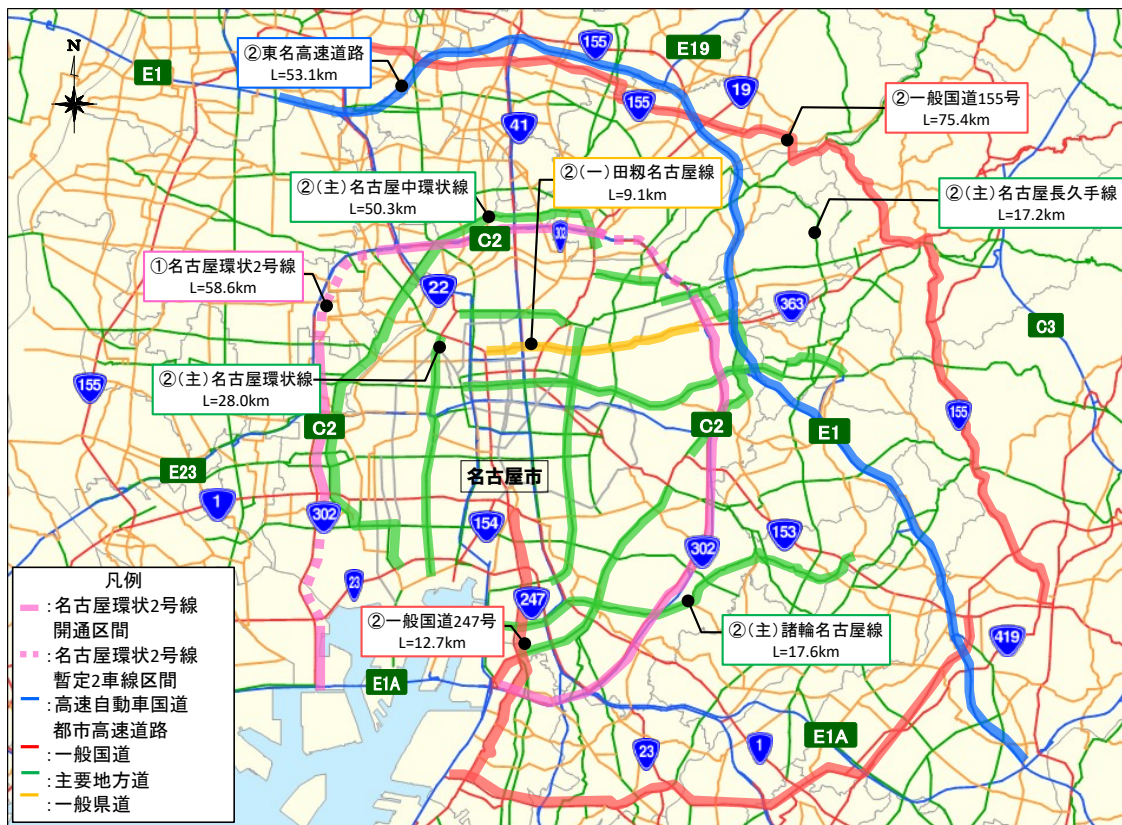 N
E1
②東名高速道路
L=53.1km
155
E19
19
155
41
②一般国道155号
L=75.4km
②(主)名古屋中環状線
L=50.3km
②(一)田籾名古屋線
L=9.1km
②(主)名古屋長久手線
L=17.2km
C2
302
①名古屋環状2号線
L=58.6km
22
363
C3
155
②(主)名古屋環状線
L=28.0km
C2
C2
E1
155
E23
名古屋市
1
302
154
153
302
23
247
②一般国道247号
L=12.7km
②(主)諸輪名古屋線
L=17.6km
419
E1A
E1A
23
1
凡例
:名古屋環状2号線
開通区間
:名古屋環状2号線
暫定2車線区間
:高速自動車国道
都市高速道路
:一般国道
:主要地方道
:一般県道